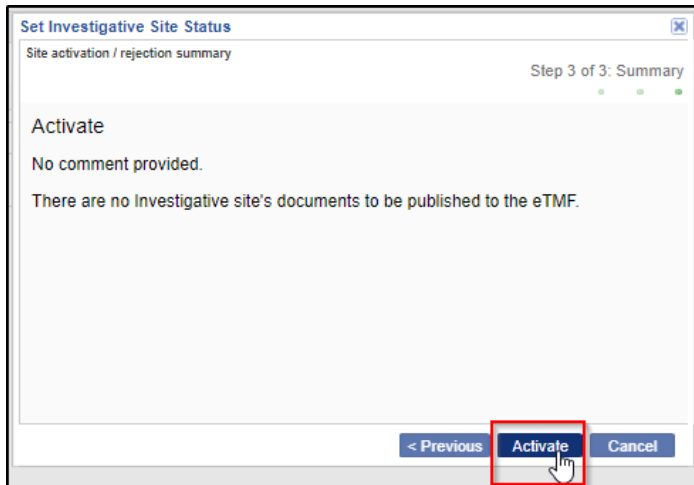 Set Investigative Site Status
Site activation / rejection summary
Step 3 of 3: Summary
Activate
No comment provided.
There are no Investigative site's documents to be published to the eTMF.
< Previous Activate Cancel